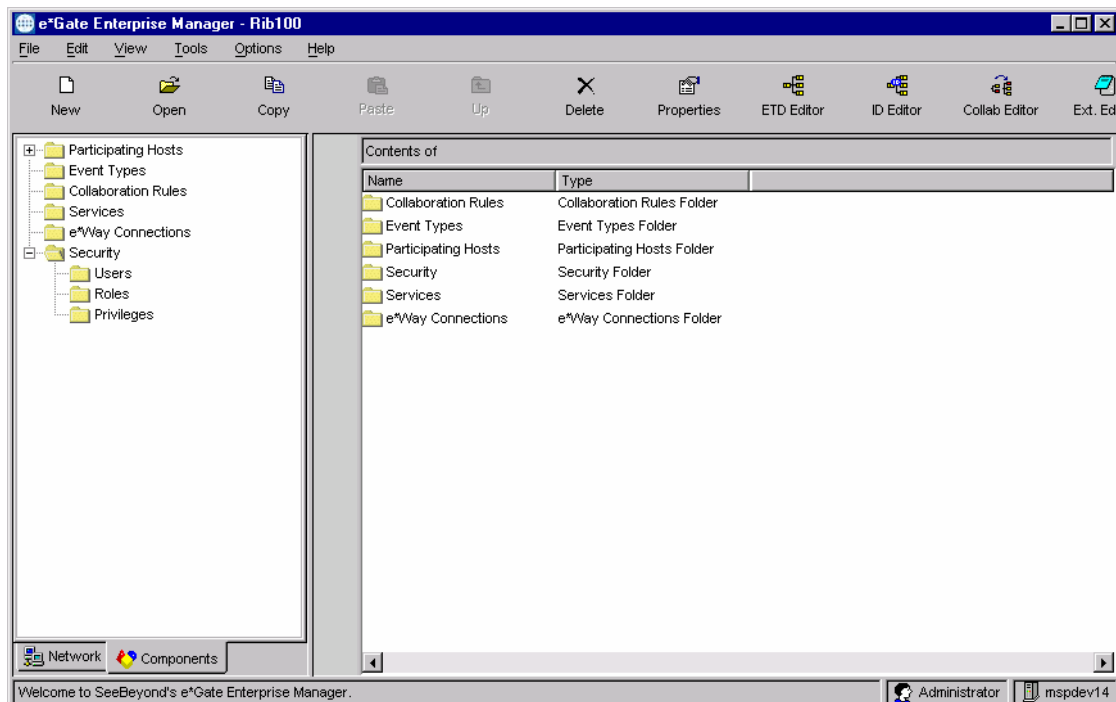 e*Gate Enterprise Manager - Rib100
File Edit View Tools Options Help
New Open Copy Paste Up Delete Properties ETD Editor ID Editor Collab Editor Ext. Ed
Participating Hosts
Event Types
Collaboration Rules
Services
e*Way Connections
Security
Users
Roles
Privileges
Network Components
Contents of
Name Type
Collaboration Rules Collaboration Rules Folder
Event Types Event Types Folder
Participating Hosts Participating Hosts Folder
Security Security Folder
Services Services Folder
e*Way Connections e*Way Connections Folder
Welcome to SeeBeyond's e*Gate Enterprise Manager. Administrator mspdev14